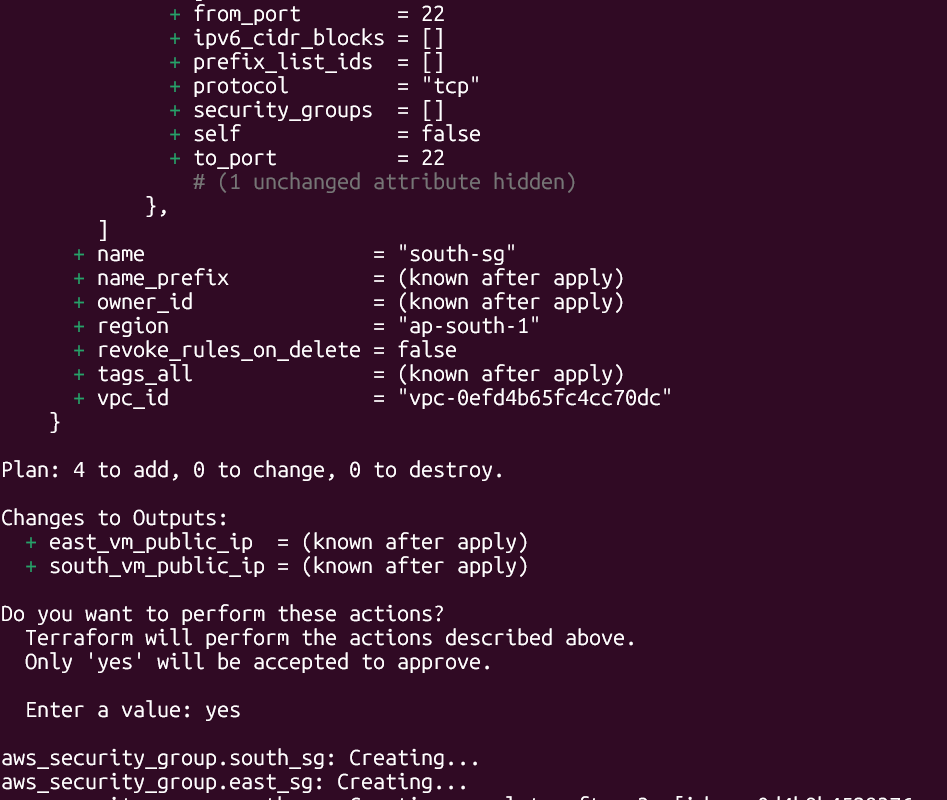 + from_port        = 22
+ ipv6_cidr_blocks = []
+ prefix_list_ids  = []
+ protocol         = "tcp"
+ security_groups  = []
+ self             = false
+ to_port          = 22
# (1 unchanged attribute hidden)
},
]
+ name                   = "south-sg"
+ name_prefix            = (known after apply)
+ owner_id               = (known after apply)
+ region                 = "ap-south-1"
+ revoke_rules_on_delete = false
+ tags_all               = (known after apply)
+ vpc_id                 = "vpc-0efd4b65fc4cc70dc"
}
Plan: 4 to add, 0 to change, 0 to destroy.
Changes to Outputs:
+ east_vm_public_ip  = (known after apply)
+ south_vm_public_ip = (known after apply)
Do you want to perform these actions?
Terraform will perform the actions described above.
Only 'yes' will be accepted to approve.
Enter a value: yes
aws_security_group.south_sg: Creating...
aws_security_group.east_sg: Creating...